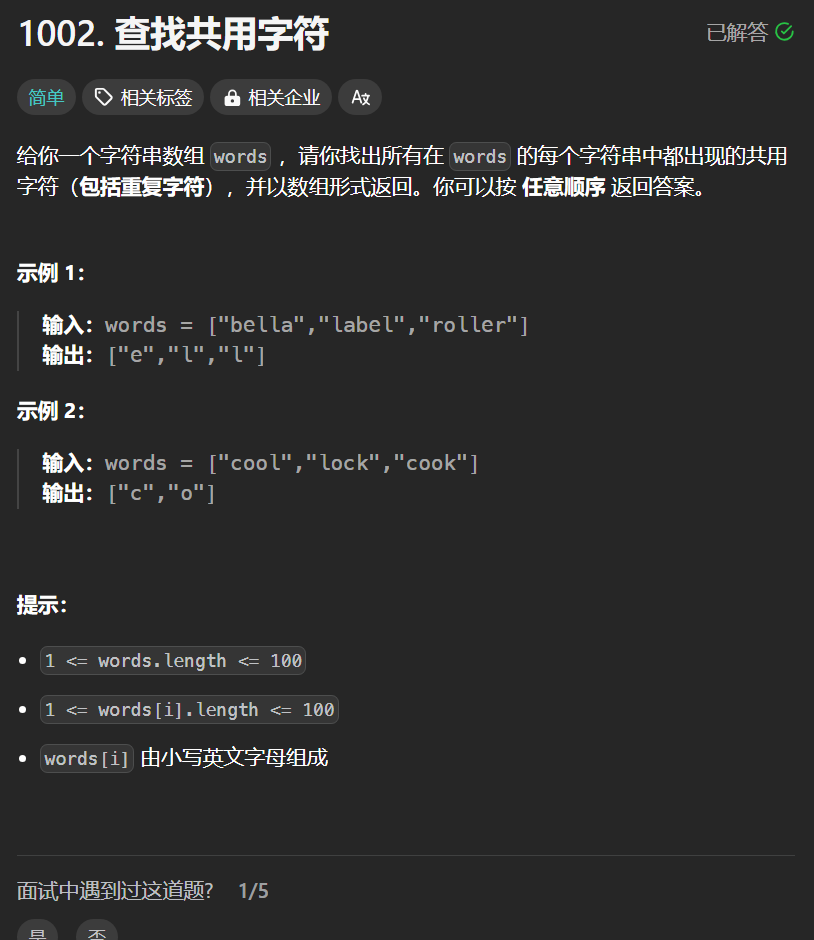 1002. 查找共用字符
已解答
简单 相关标签 相关企业
给你一个字符串数组 words ，请你找出所有在 words 的每个字符串中都出现的共用
字符（包括重复字符），并以数组形式返回。你可以按 任意顺序 返回答案。
示例 1：
输入：words = ["bella","label","roller"]
输出：["e","l","l"]
示例 2：
输入：words = ["cool","lock","cook"]
输出：["c","o"]
提示：
1 <= words.length <= 100
1 <= words[i].length <= 100
words[i] 由小写英文字母组成
面试中遇到过这道题? 1/5
是 否